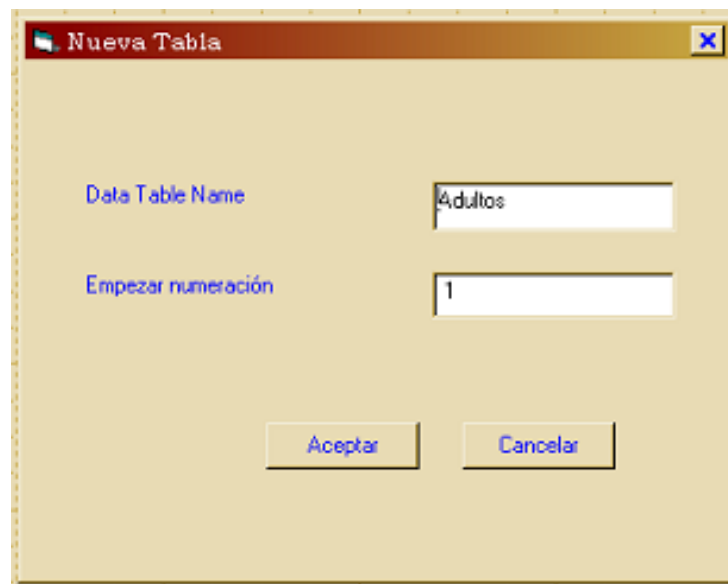 Nueva Tabla
Data Table Name
Adultos
Empezar numeración
1
Aceptar
Cancelar